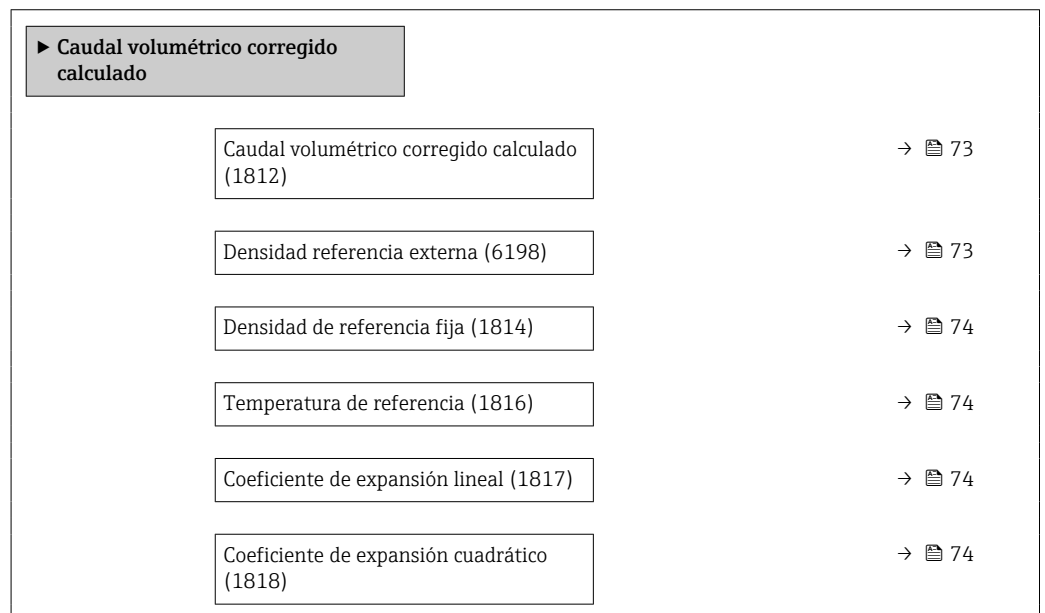 ▶ Caudal volumétrico corregido
calculado
Caudal volumétrico corregido calculado → 73
(1812)
Densidad referencia externa (6198) → 73
Densidad de referencia fija (1814) → 74
Temperatura de referencia (1816) → 74
Coeficiente de expansión lineal (1817) → 74
Coeficiente de expansión cuadrático → 74
(1818)